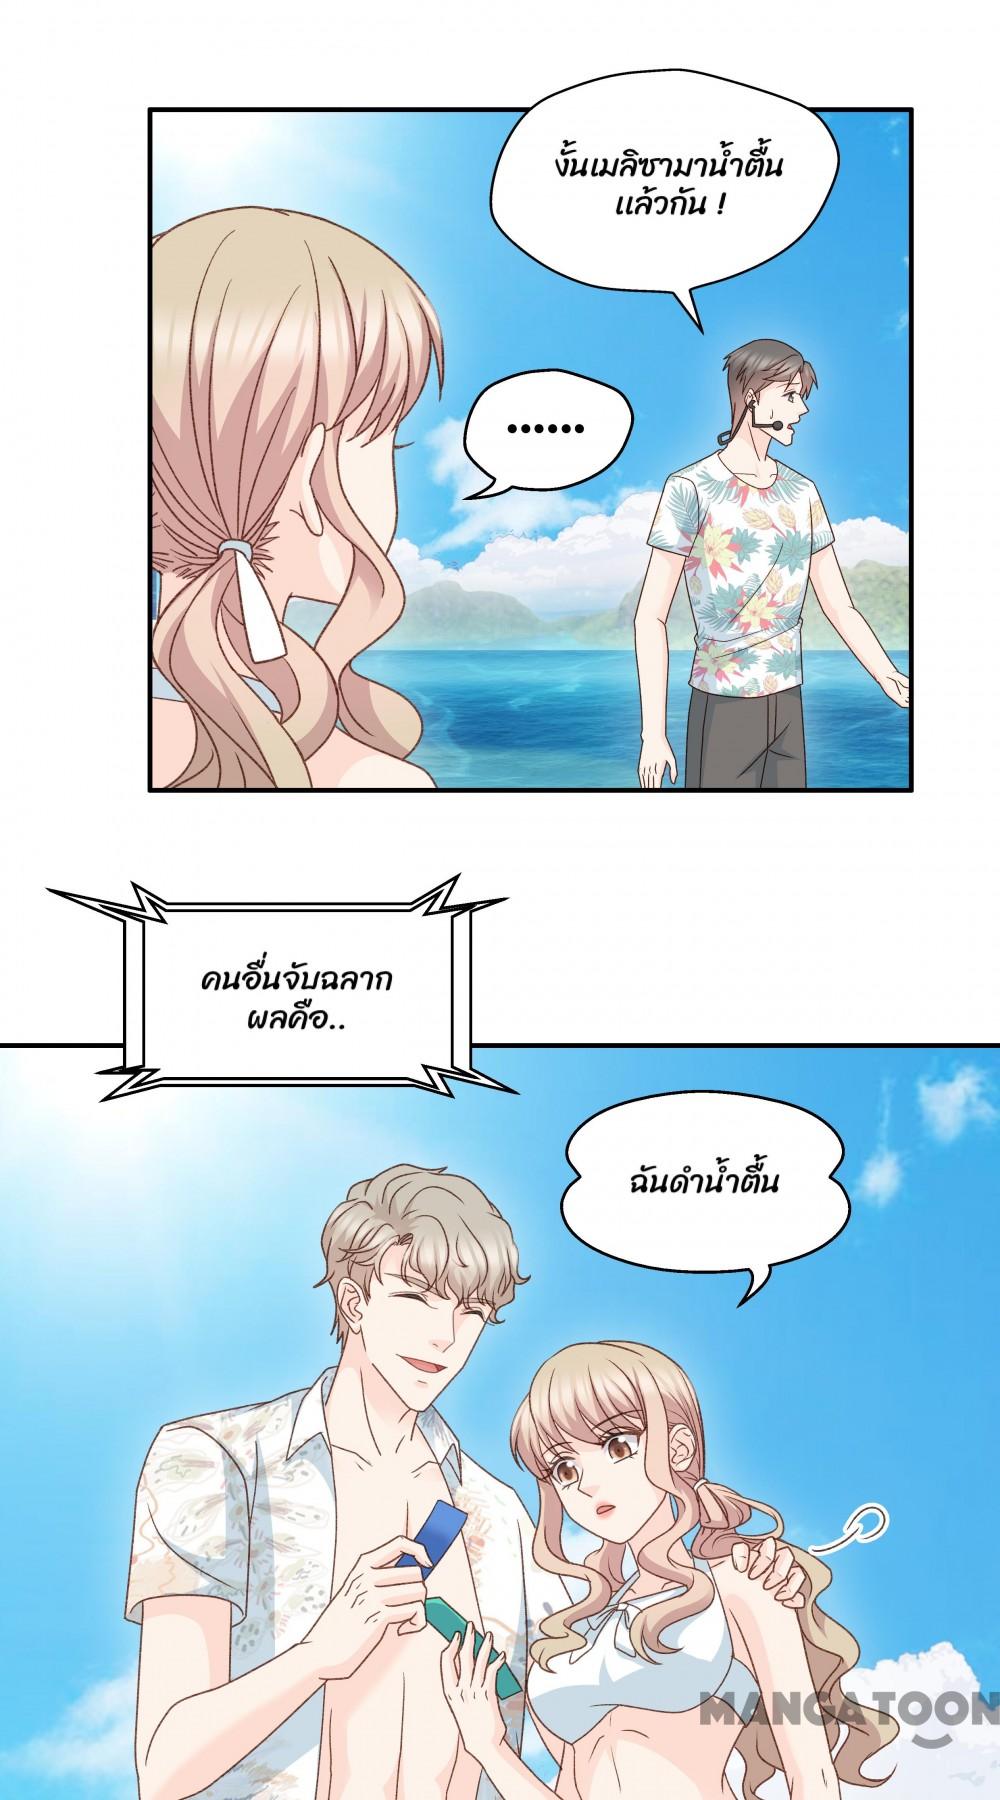 งั้นเมลิซามาน้ำตื้น
แล้วกัน !
......
คนอื่นจับฉลาก
ผลคือ..
ฉันดำน้ำตื้น
MANGATOON